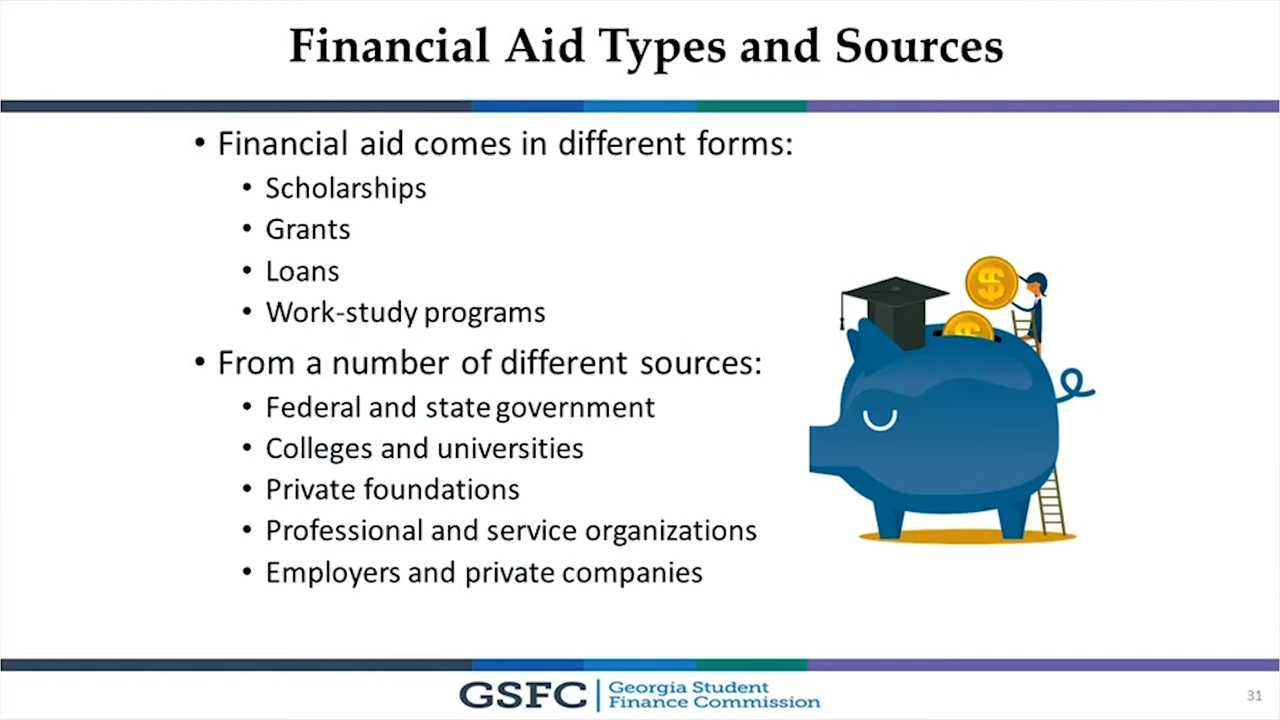 Financial Aid Types and Sources
• Financial aid comes in different forms:
• Scholarships
• Grants
• Loans
• Work-study programs
• From a number of different sources:
• Federal and state government
• Colleges and universities
• Private foundations
• Professional and service organizations
• Employers and private companies
$
$
GSFC
Georgia Student
Finance Commission
31